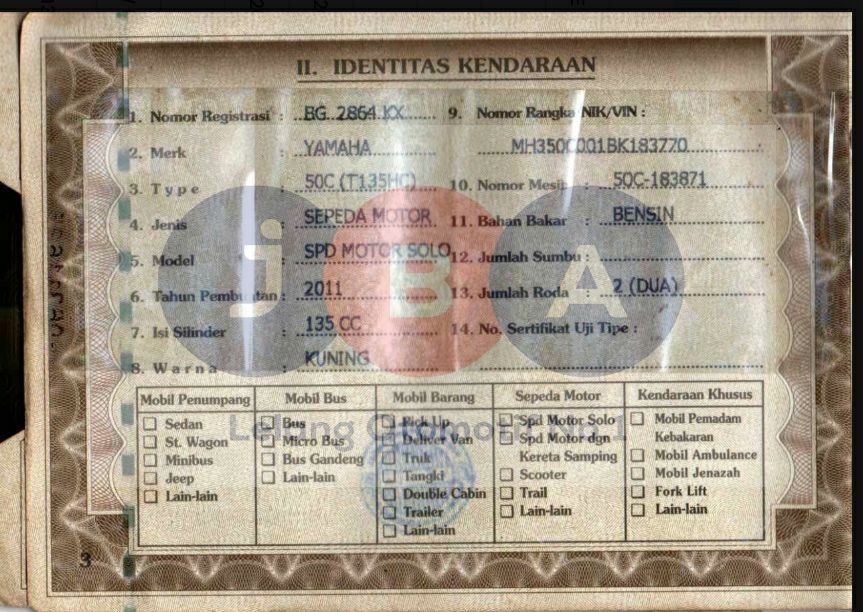 II. IDENTITAS KENDARAAN
1. Nomor Registrasi : BG 2864 KX
2. Merk YAMAHA
3. Type : 50C (T135HC)
4. Jenis : SEPEDA MOTOR
5. Model : SPD MOTOR SOLO
6. Tahun Pembuatan : 2011
7. Isi Silinder : 135 CC
8. Warna KUNING
9. Nomor Rangka NIK/VIN :
MH350C001BK183770
10. Nomor Mesin : 50C-183871
11. Bahan Bakar : BENSIN
12. Jumlah Sumbu :
13. Jumlah Roda : 2 (DUA)
14. No. Sertifikat Uji Tipe :
jBA
Lelang Otomotif No.1
Mobil Penumpang
Sedan
St. Wagon
Minibus
Jeep
Lain-lain
Mobil Bus
Bus
Micro Bus
Bus Gandeng
Lain-lain
Mobil Barang
Pick Up
Deliver Van
Truk
Tangki
Double Cabin
Trailer
Lain-lain
Sepeda Motor
Spd Motor Solo
Spd Motor dgn
Kereta Samping
Scooter
Trail
Lain-lain
Kendaraan Khusus
Mobil Pemadam
Kebakaran
Mobil Ambulance
Mobil Jenazah
Fork Lift
Lain-lain
3